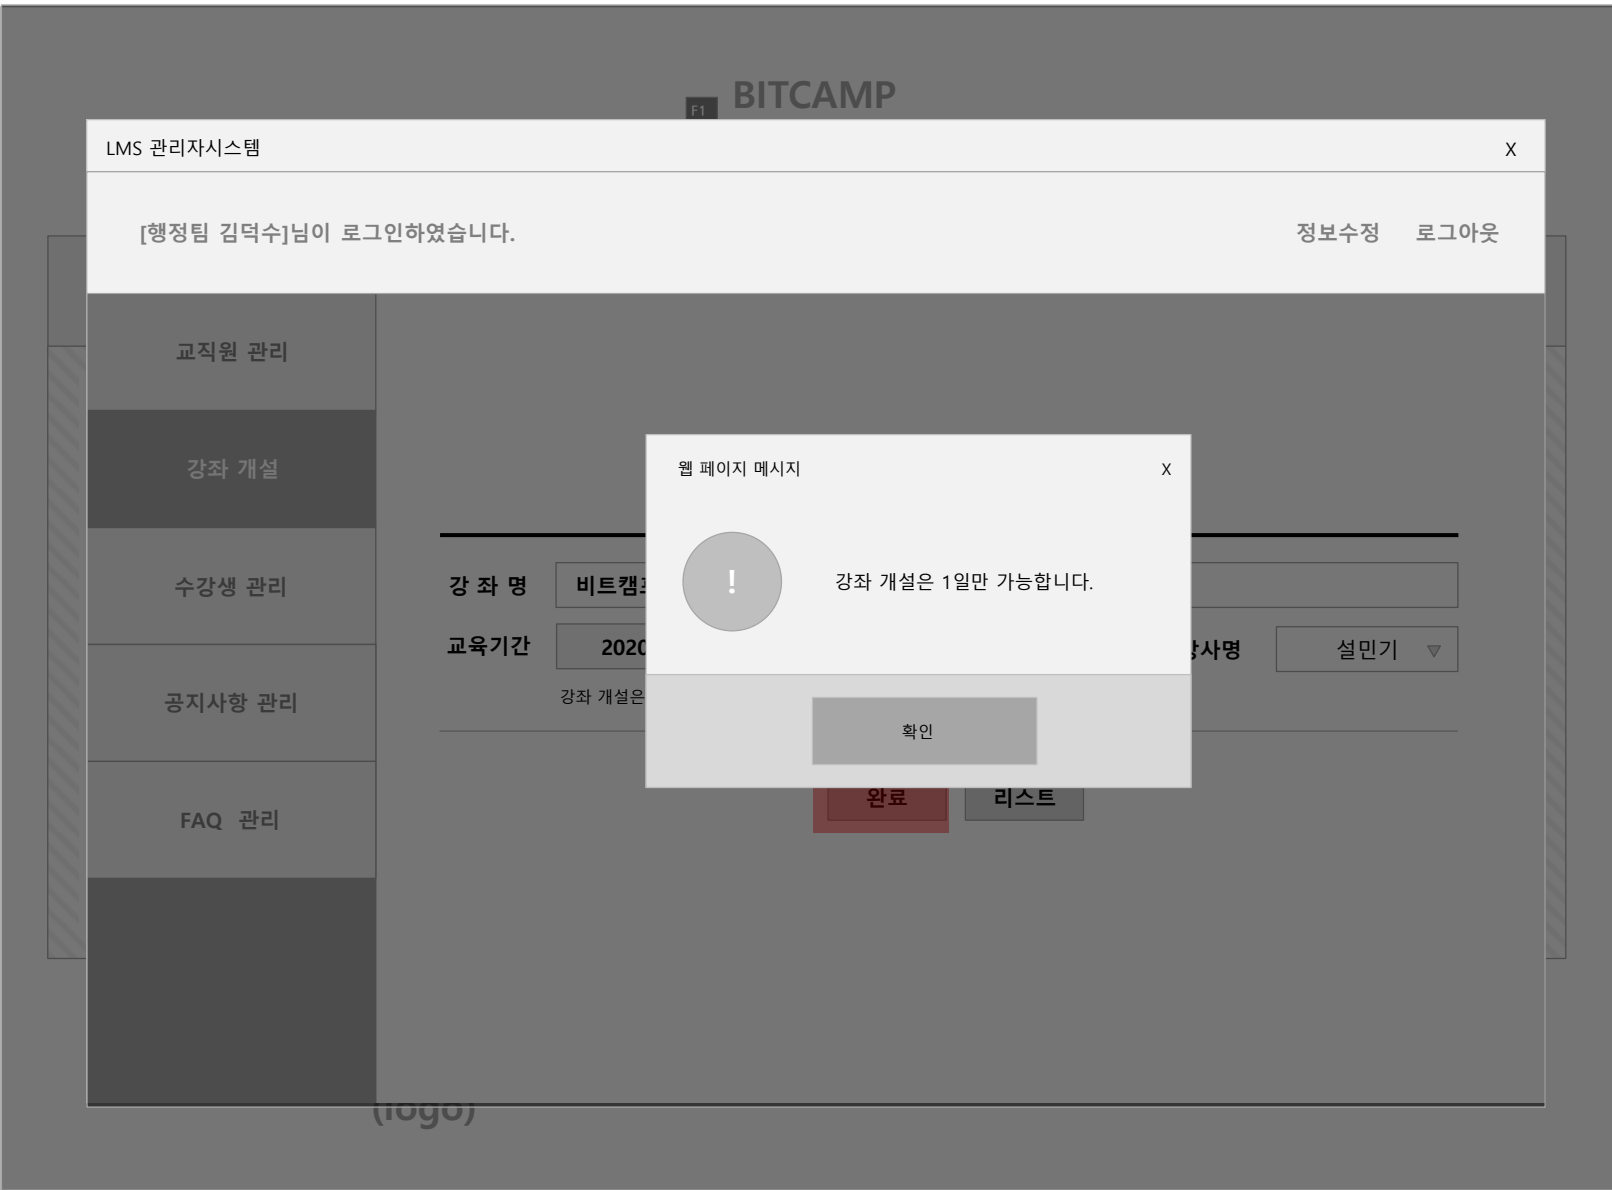 BITCAMP
F1
LMS 관리자시스템
X
[행정팀 김덕수]님이 로그인하였습니다.
정보수정 로그아웃
교직원 관리
강좌 개설
수강생 관리
공지사항 관리
FAQ 관리
웹 페이지 메시지
X
!
강좌 개설은 1일만 가능합니다.
확인
강 좌 명 비트캠
교육기간 2020
사명 설민기
강좌 개설은
완료 리스트
(logo)